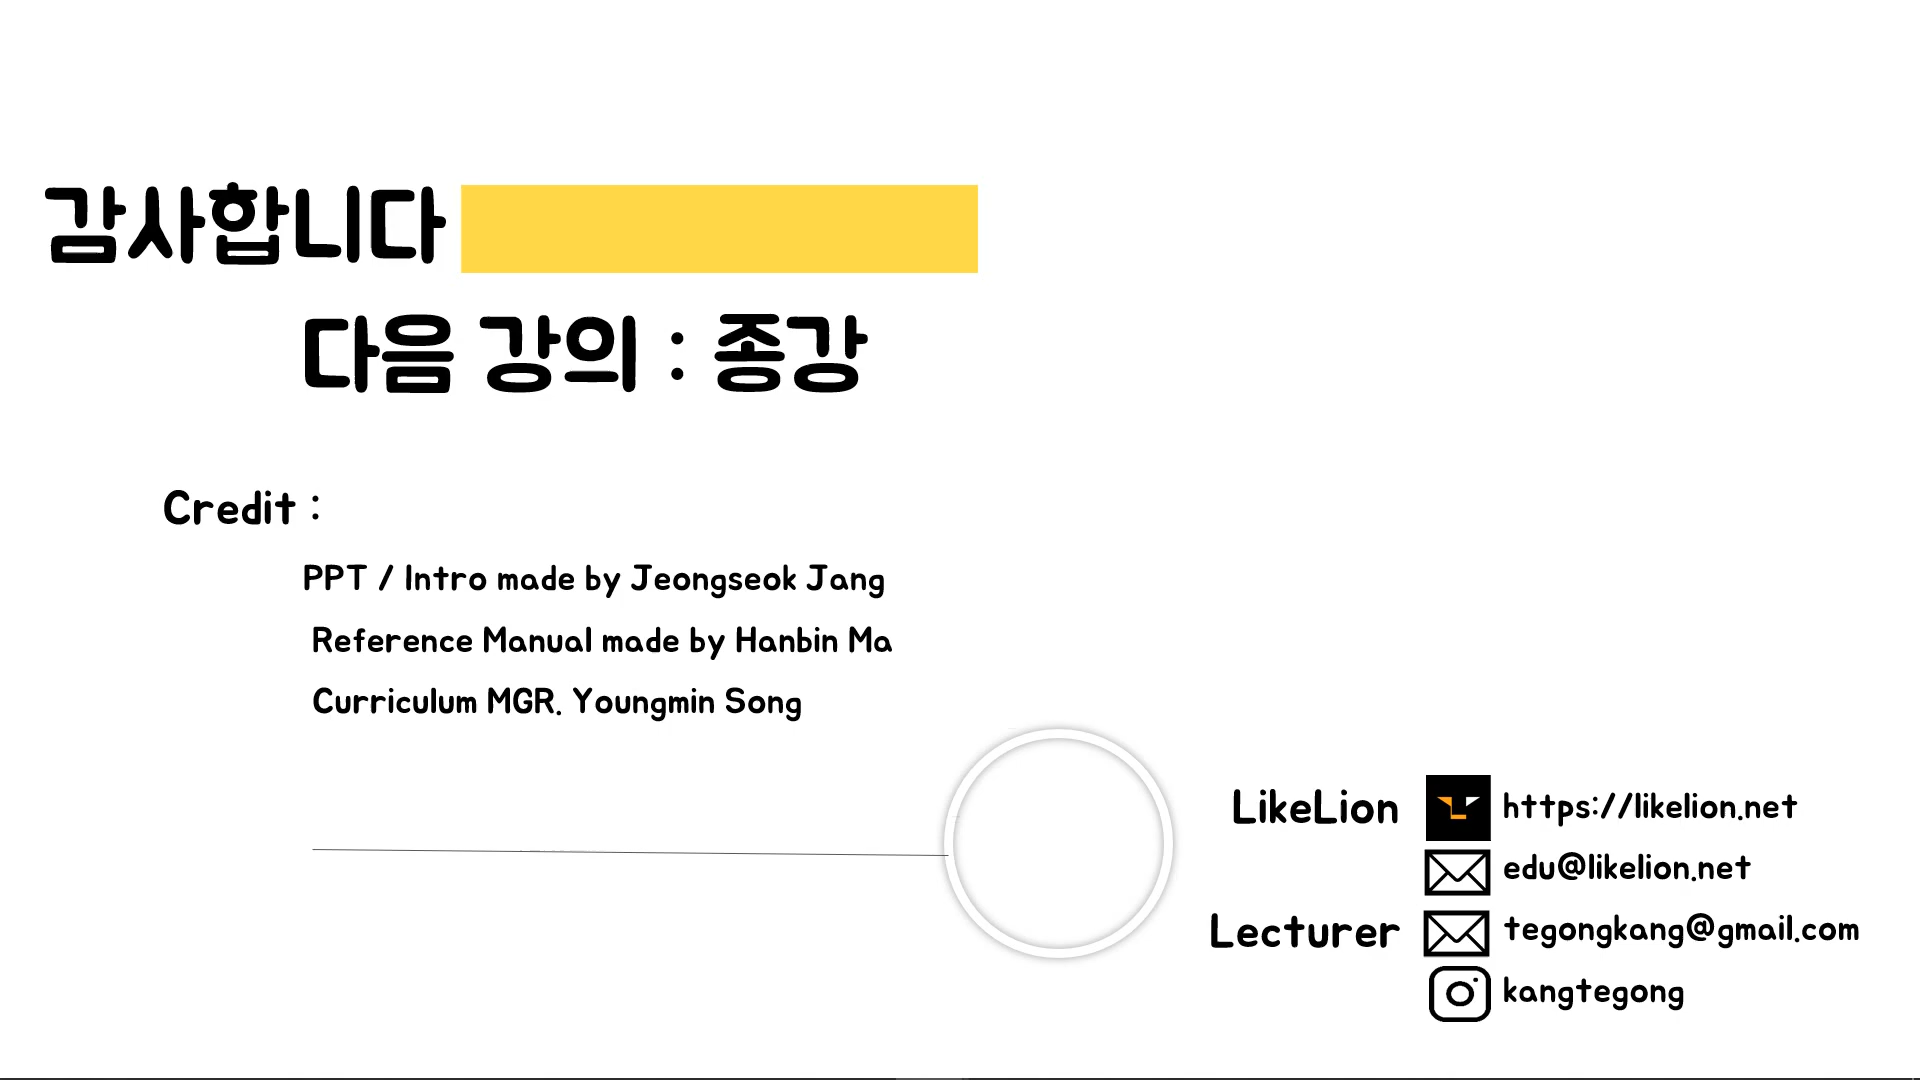 감사합니다
다음 강의 : 종강
Credit :
PPT / Intro made by Jeongseok Jang
Reference Manual made by Hanbin Ma
Curriculum MGR. Youngmin Song
LikeLion https://likelion.net
edu@likelion.net
Lecturer tegongkang@gmail.com
kangtegong